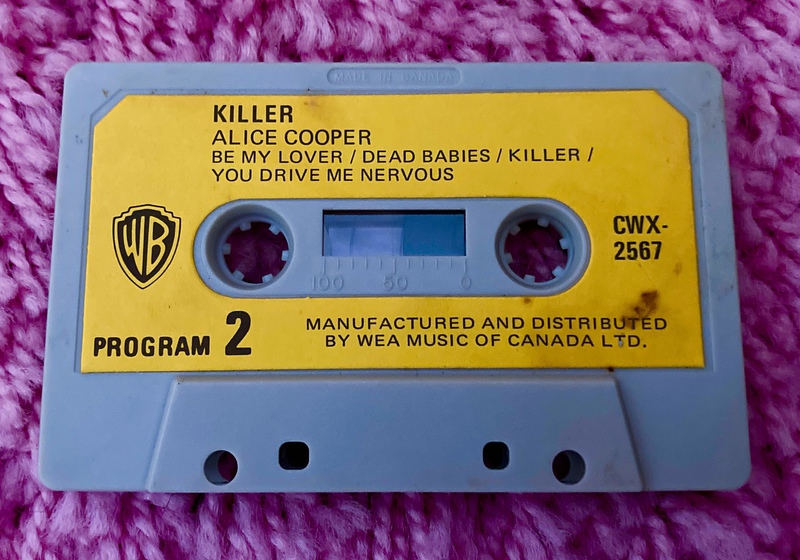 MADE IN CANADA
KILLER
ALICE COOPER
BE MY LOVER / DEAD BABIES / KILLER /
YOU DRIVE ME NERVOUS
WB
CWX-
2567
100 50 0
PROGRAM 2
MANUFACTURED AND DISTRIBUTED
BY WEA MUSIC OF CANADA LTD.